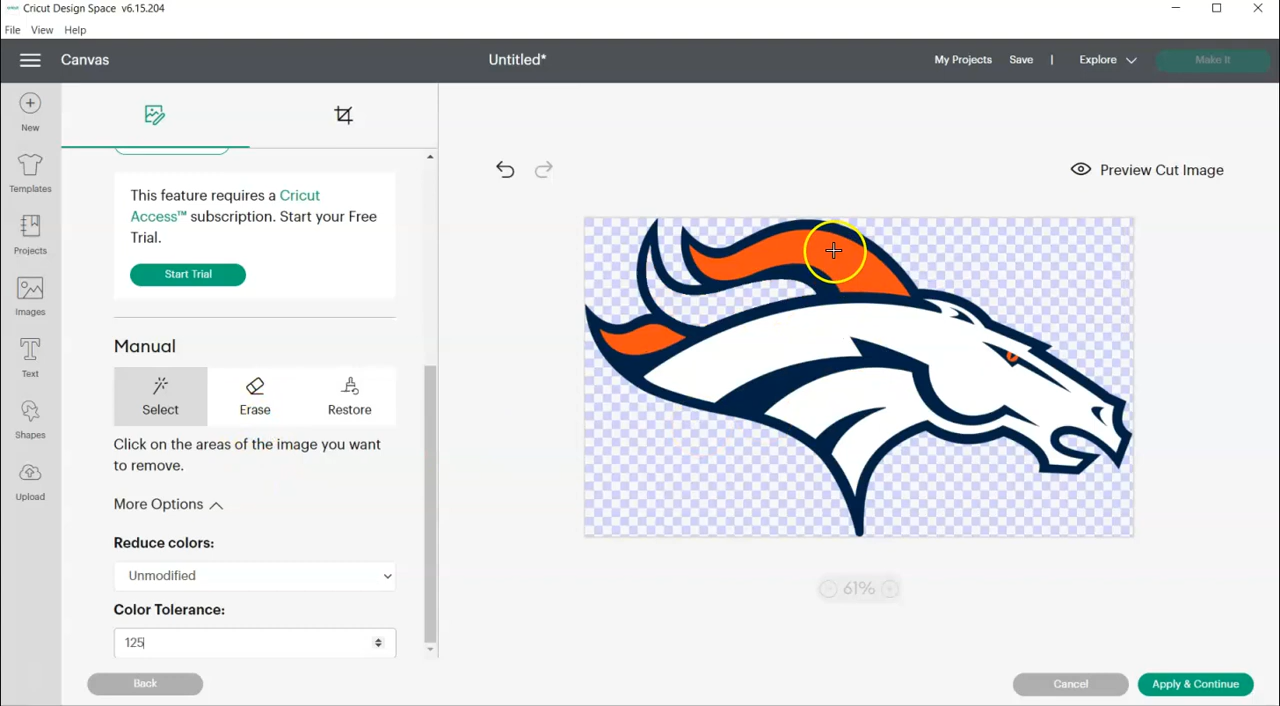 Cricut Design Space v6.15.204
File View Help
Canvas
Untitled*
My Projects Save | Explore
Make It
New
Templates
Projects
Images
Text
Shapes
Upload
This feature requires a Cricut
Access™ subscription. Start your Free
Trial.
Start Trial
Manual
Select Erase Restore
Click on the areas of the image you want
to remove.
More Options
Reduce colors:
Unmodified
Color Tolerance:
125
Back
Preview Cut Image
61%
Cancel
Apply & Continue